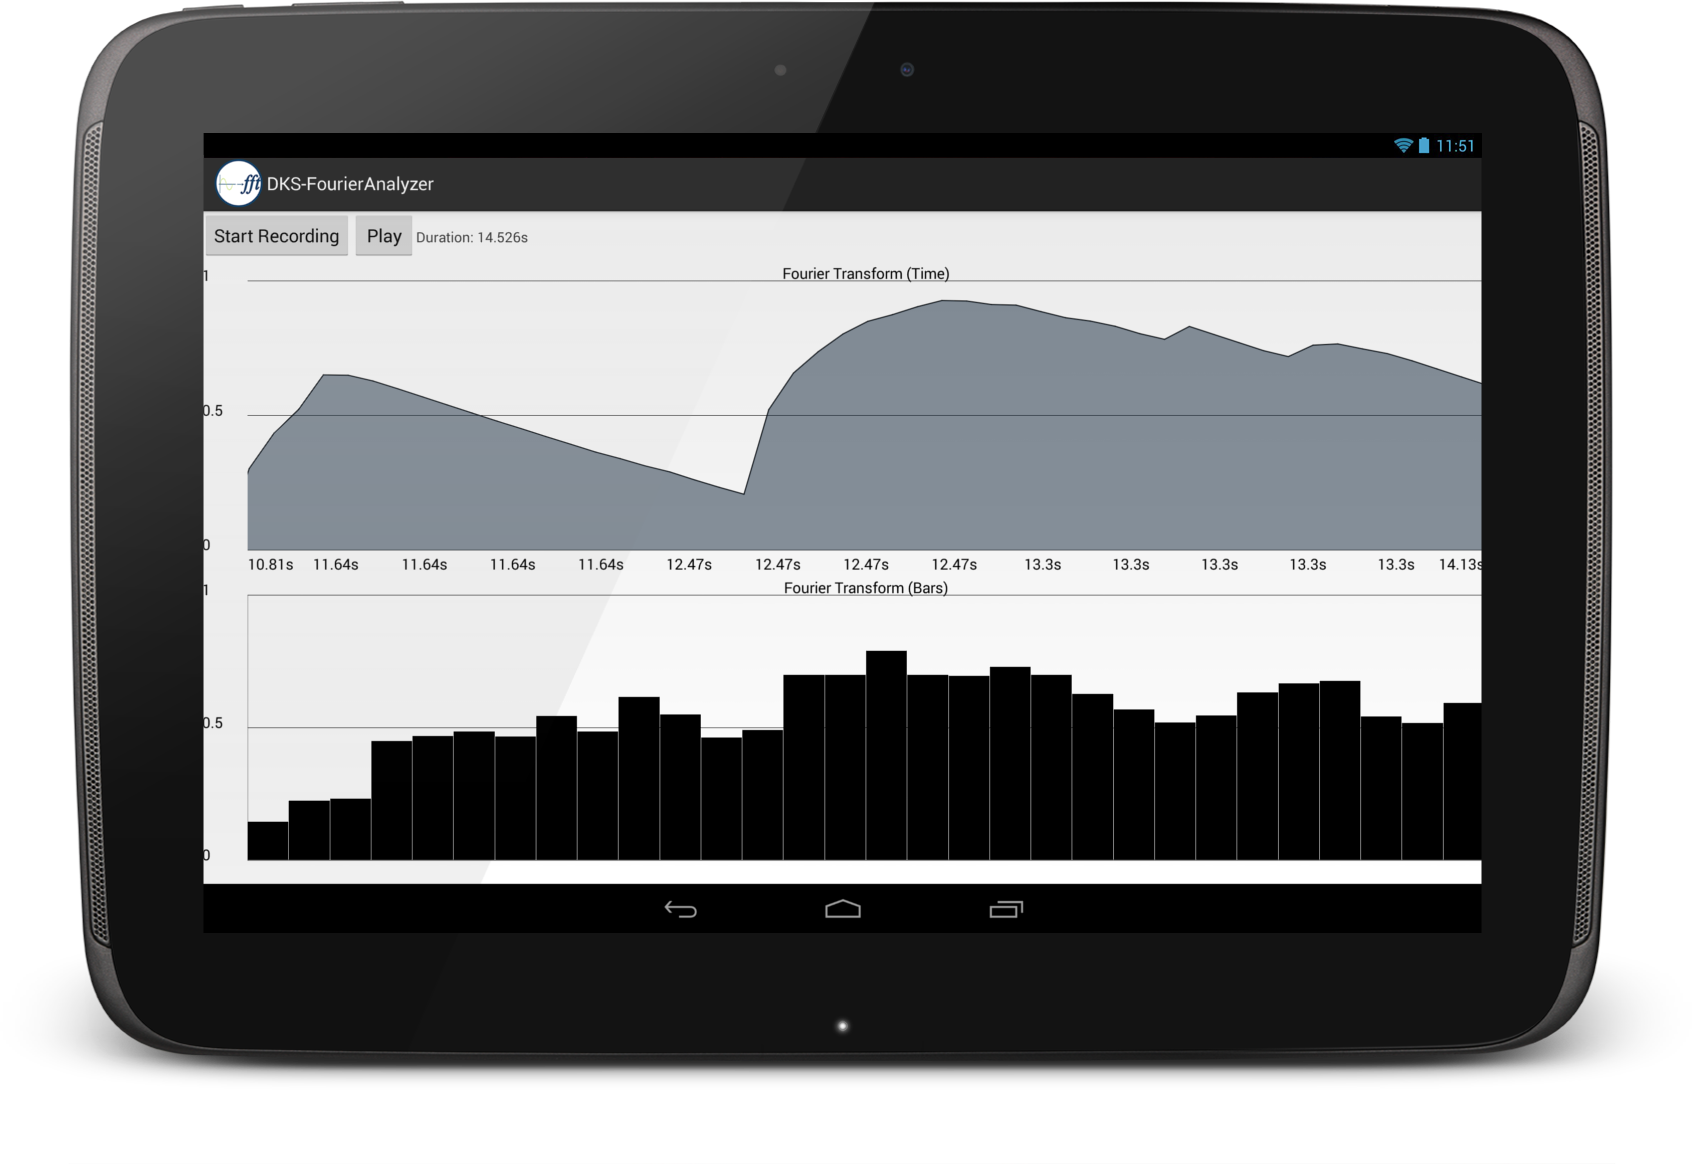 11:51
fft DKS-FourierAnalyzer
Start Recording Play Duration: 14.526s
Fourier Transform (Time)
1
0.5
0
10.81s 11.64s 11.64s 11.64s 11.64s 12.47s 12.47s 12.47s 12.47s 13.3s 13.3s 13.3s 13.3s 13.3s 14.13s
Fourier Transform (Bars)
1
0.5
0